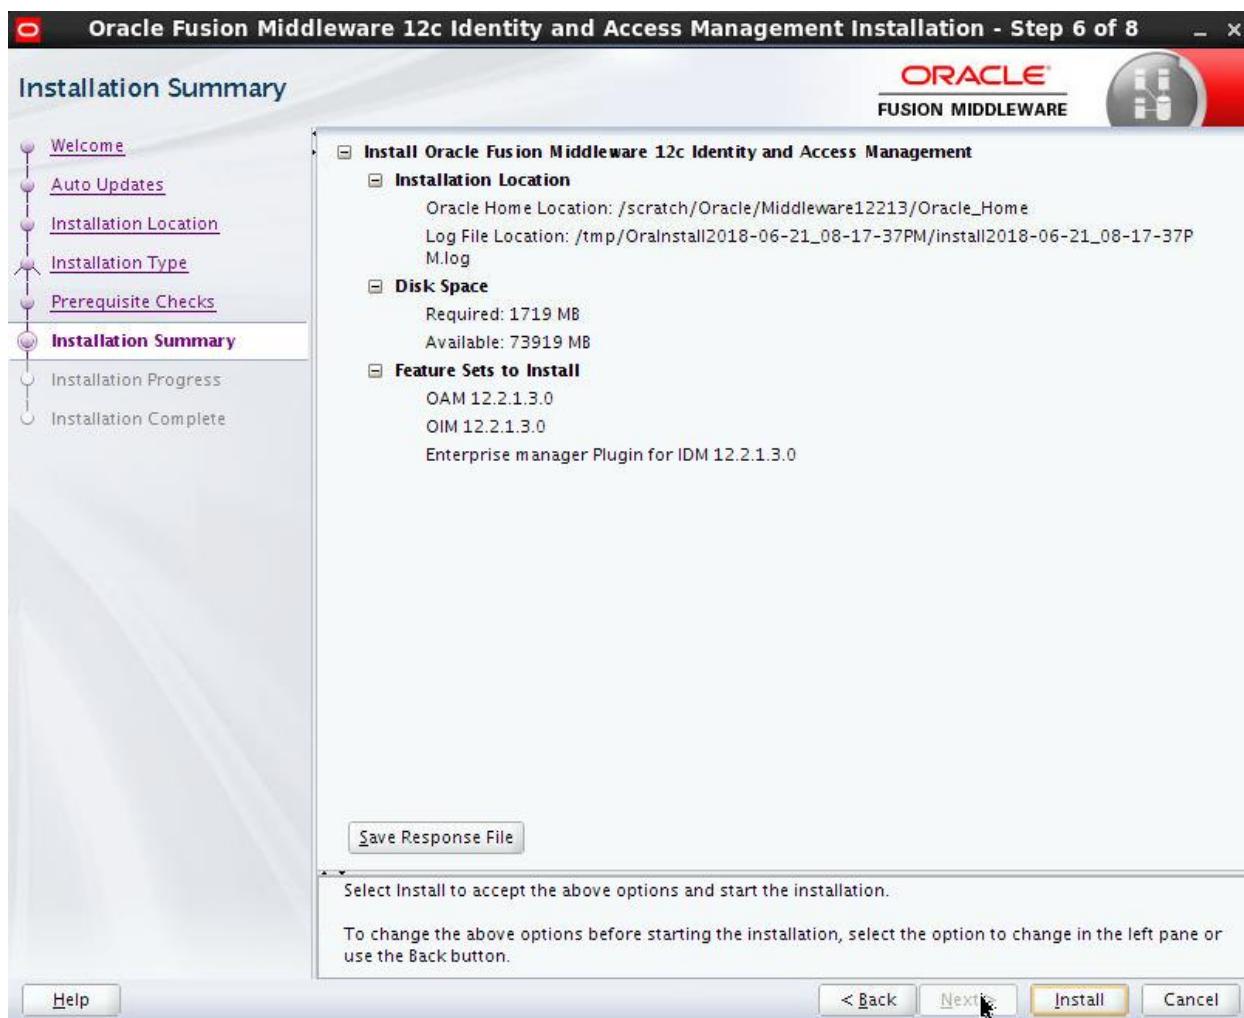 Oracle Fusion Middleware 12c Identity and Access Management Installation - Step 6 of 8
Installation Summary
ORACLE
FUSION MIDDLEWARE
Welcome
Auto Updates
Installation Location
Installation Type
Prerequisite Checks
Installation Summary
Installation Progress
Installation Complete
Install Oracle Fusion Middleware 12c Identity and Access Management
Installation Location
Oracle Home Location: /scratch/Oracle/Middleware12213/Oracle_Home
Log File Location: /tmp/OraInstall2018-06-21_08-17-37PM/install2018-06-21_08-17-37P
M.log
Disk Space
Required: 1719 MB
Available: 73919 MB
Feature Sets to Install
OAM 12.2.1.3.0
OIM 12.2.1.3.0
Enterprise manager Plugin for IDM 12.2.1.3.0
Save Response File
Select Install to accept the above options and start the installation.
To change the above options before starting the installation, select the option to change in the left pane or
use the Back button.
Help
< Back
Next >
Install
Cancel